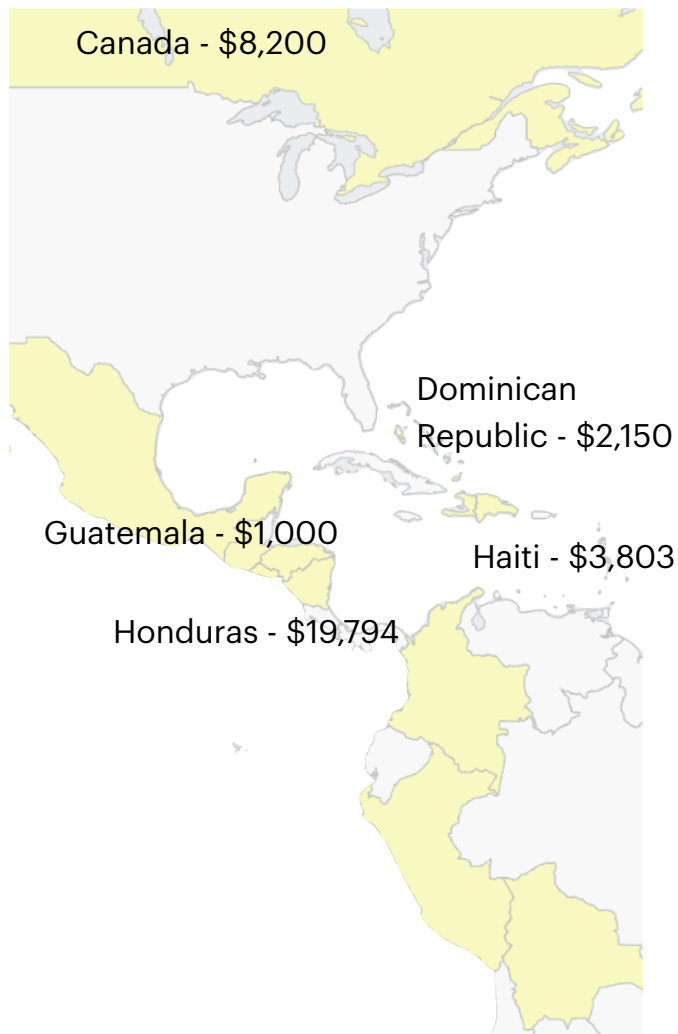 Canada - $8,200
Dominican
Republic - $2,150
Guatemala - $1,000
Haiti - $3,803
Honduras - $19,794